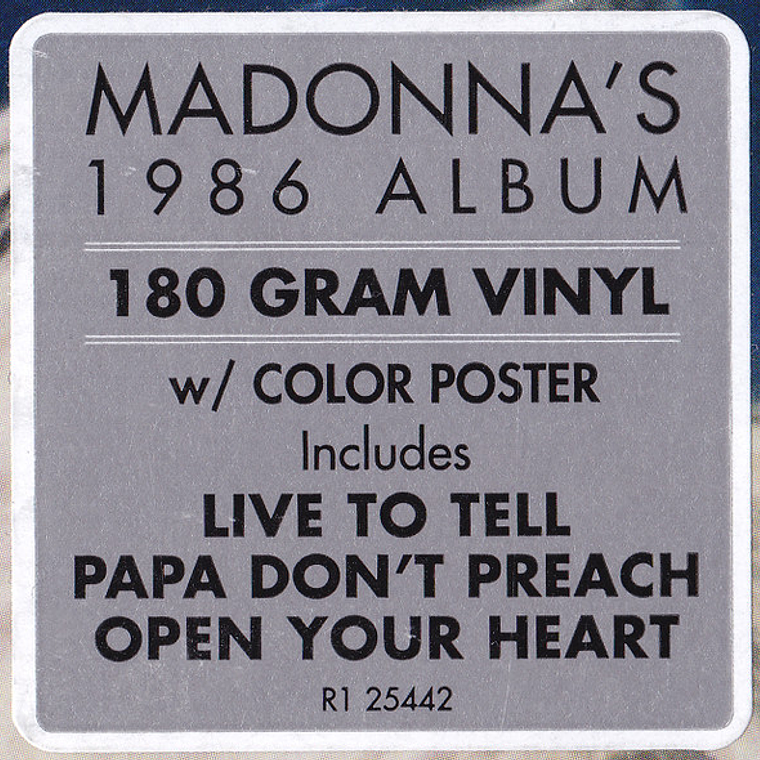 MADONNA'S
1986 ALBUM
180 GRAM VINYL
w/ COLOR POSTER
Includes
LIVE TO TELL
PAPA DON'T PREACH
OPEN YOUR HEART
R1 25442